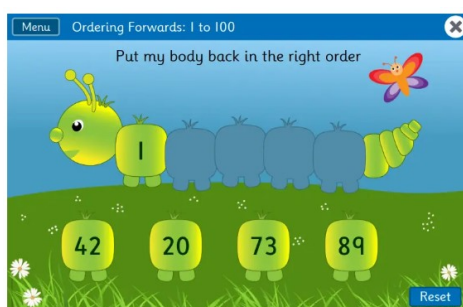 Menu Ordering Forwards: 1 to 100
Put my body back in the right order
1
42 20 73 89
Reset